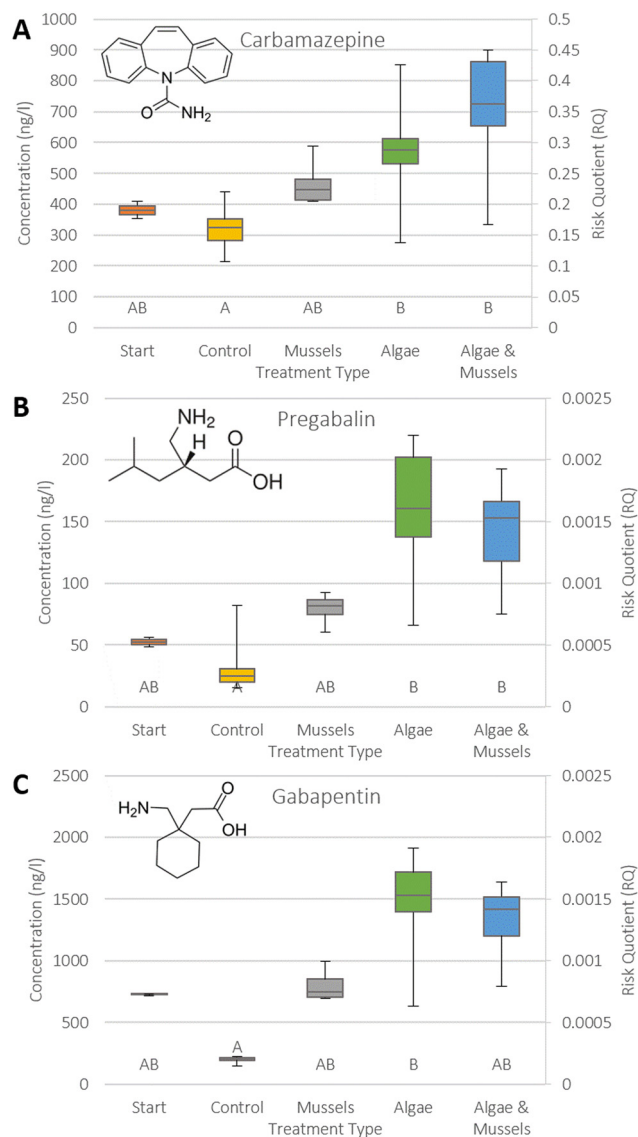 A
Carbamazepine
N
O
NH2
Concentration (ng/l)
1000
900
800
700
600
500
400
300
200
100
0
0.5
0.45
0.4
0.35
0.3
0.25
0.2
0.15
0.1
0.05
0
Risk Quotient (RQ)
AB A AB B B
Start Control Mussels Algae Algae &
Treatment Type Mussels
B
Pregabalin
NH2
H
O
OH
Concentration (ng/l)
250
200
150
100
50
0
0.0025
0.002
0.0015
0.001
0.0005
0
Risk Quotient (RQ)
AB A AB B B
Start Control Mussels Algae Algae &
Treatment Type Mussels
C
Gabapentin
H2N
O
OH
Concentration (ng/l)
2500
2000
1500
1000
500
0
0.0025
0.002
0.0015
0.001
0.0005
0
Risk Quotient (RQ)
AB A AB B AB
Start Control Mussels Algae Algae &
Treatment Type Mussels